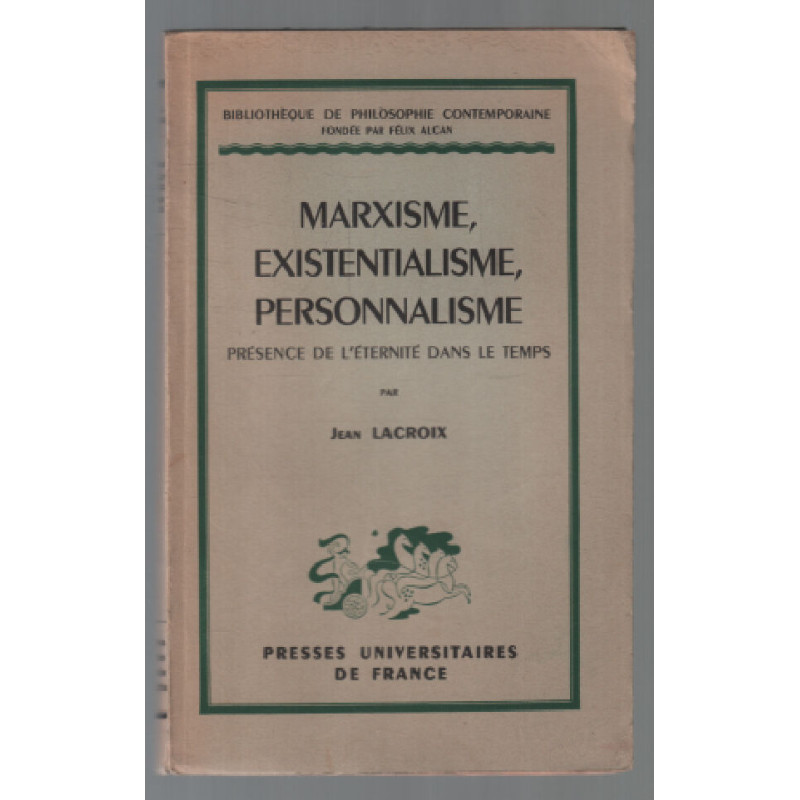 BIBLIOTHÈQUE DE PHILOSOPHIE CONTEMPORAINE
FONDÉE PAR FÉLIX ALCAN
MARXISME,
EXISTENTIALISME,
PERSONNALISME
PRÉSENCE DE L'ÉTERNITÉ DANS LE TEMPS
PAR
JEAN LACROIX
PRESSES UNIVERSITAIRES
DE FRANCE